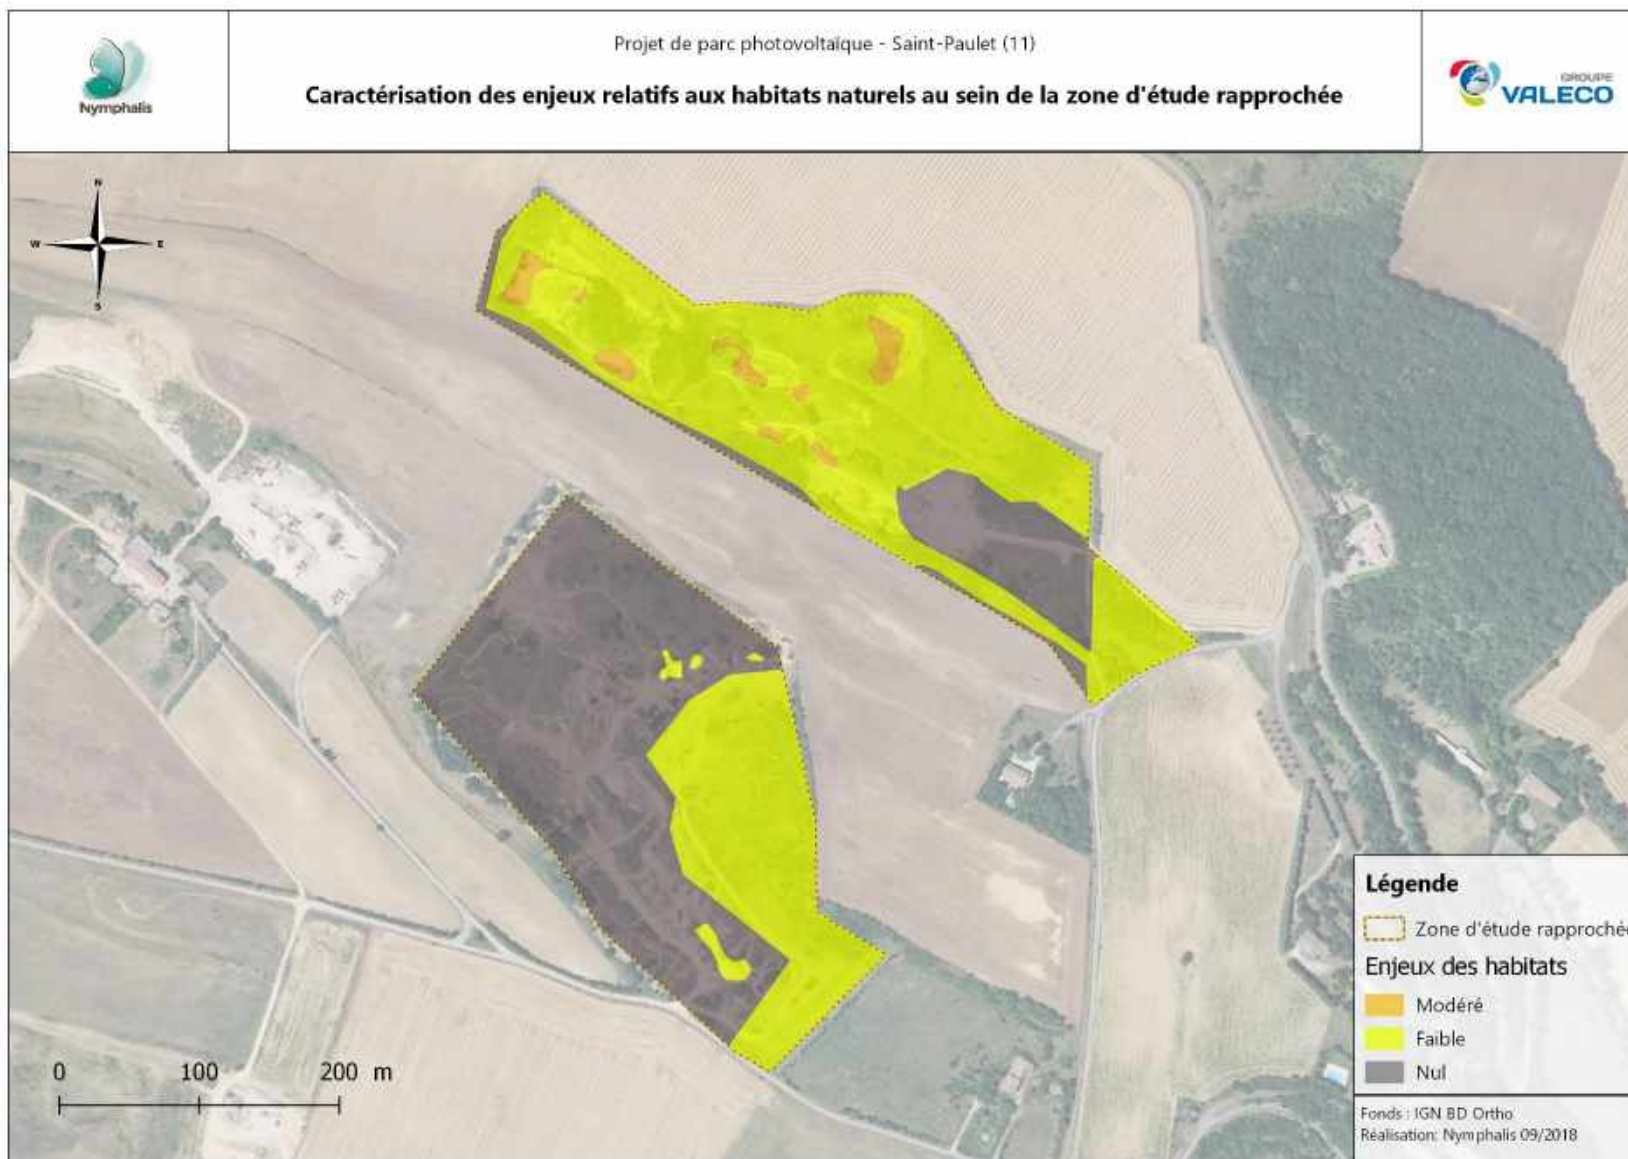 Nymphalis
Projet de parc photovoltaïque - Saint-Paulet (11)
Caractérisation des enjeux relatifs aux habitats naturels au sein de la zone d'étude rapprochée
GROUPE
VALECO
N
W E
S
Légende
Zone d'étude rapprochée
Enjeux des habitats
Modéré
Faible
Nul
0 100 200 m
Fonds : IGN BD Ortho
Réalisation: Nymphalis 09/2018